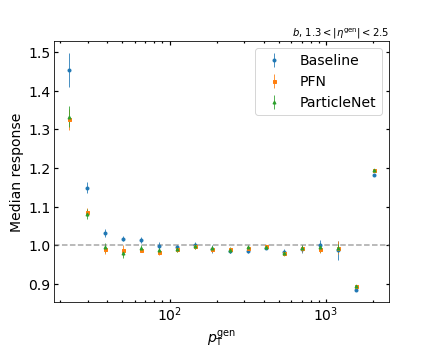 b, 1.3 < |η^gen| < 2.5
Baseline
PFN
ParticleNet
Median response
1.5
1.4
1.3
1.2
1.1
1.0
0.9
10^2
10^3
p_T^gen